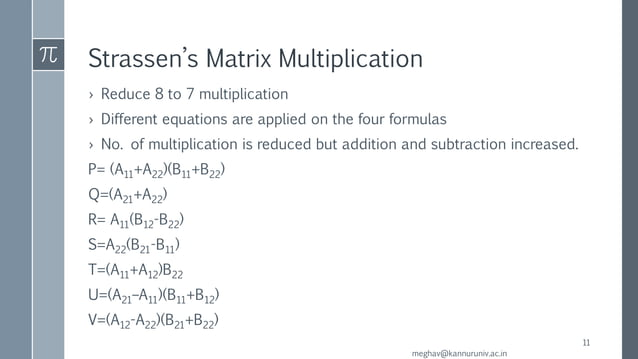 π
Strassen’s Matrix Multiplication
› Reduce 8 to 7 multiplication
› Different equations are applied on the four formulas
› No. of multiplication is reduced but addition and subtraction increased.
P= (A₁₁+A₂₂)(B₁₁+B₂₂)
Q=(A₂₁+A₂₂)
R= A₁₁(B₁₂-B₂₂)
S=A₂₂(B₂₁-B₁₁)
T=(A₁₁+A₁₂)B₂₂
U=(A₂₁–A₁₁)(B₁₁+B₁₂)
V=(A₁₂-A₂₂)(B₂₁+B₂₂)
11
meghav@kannuruniv.ac.in